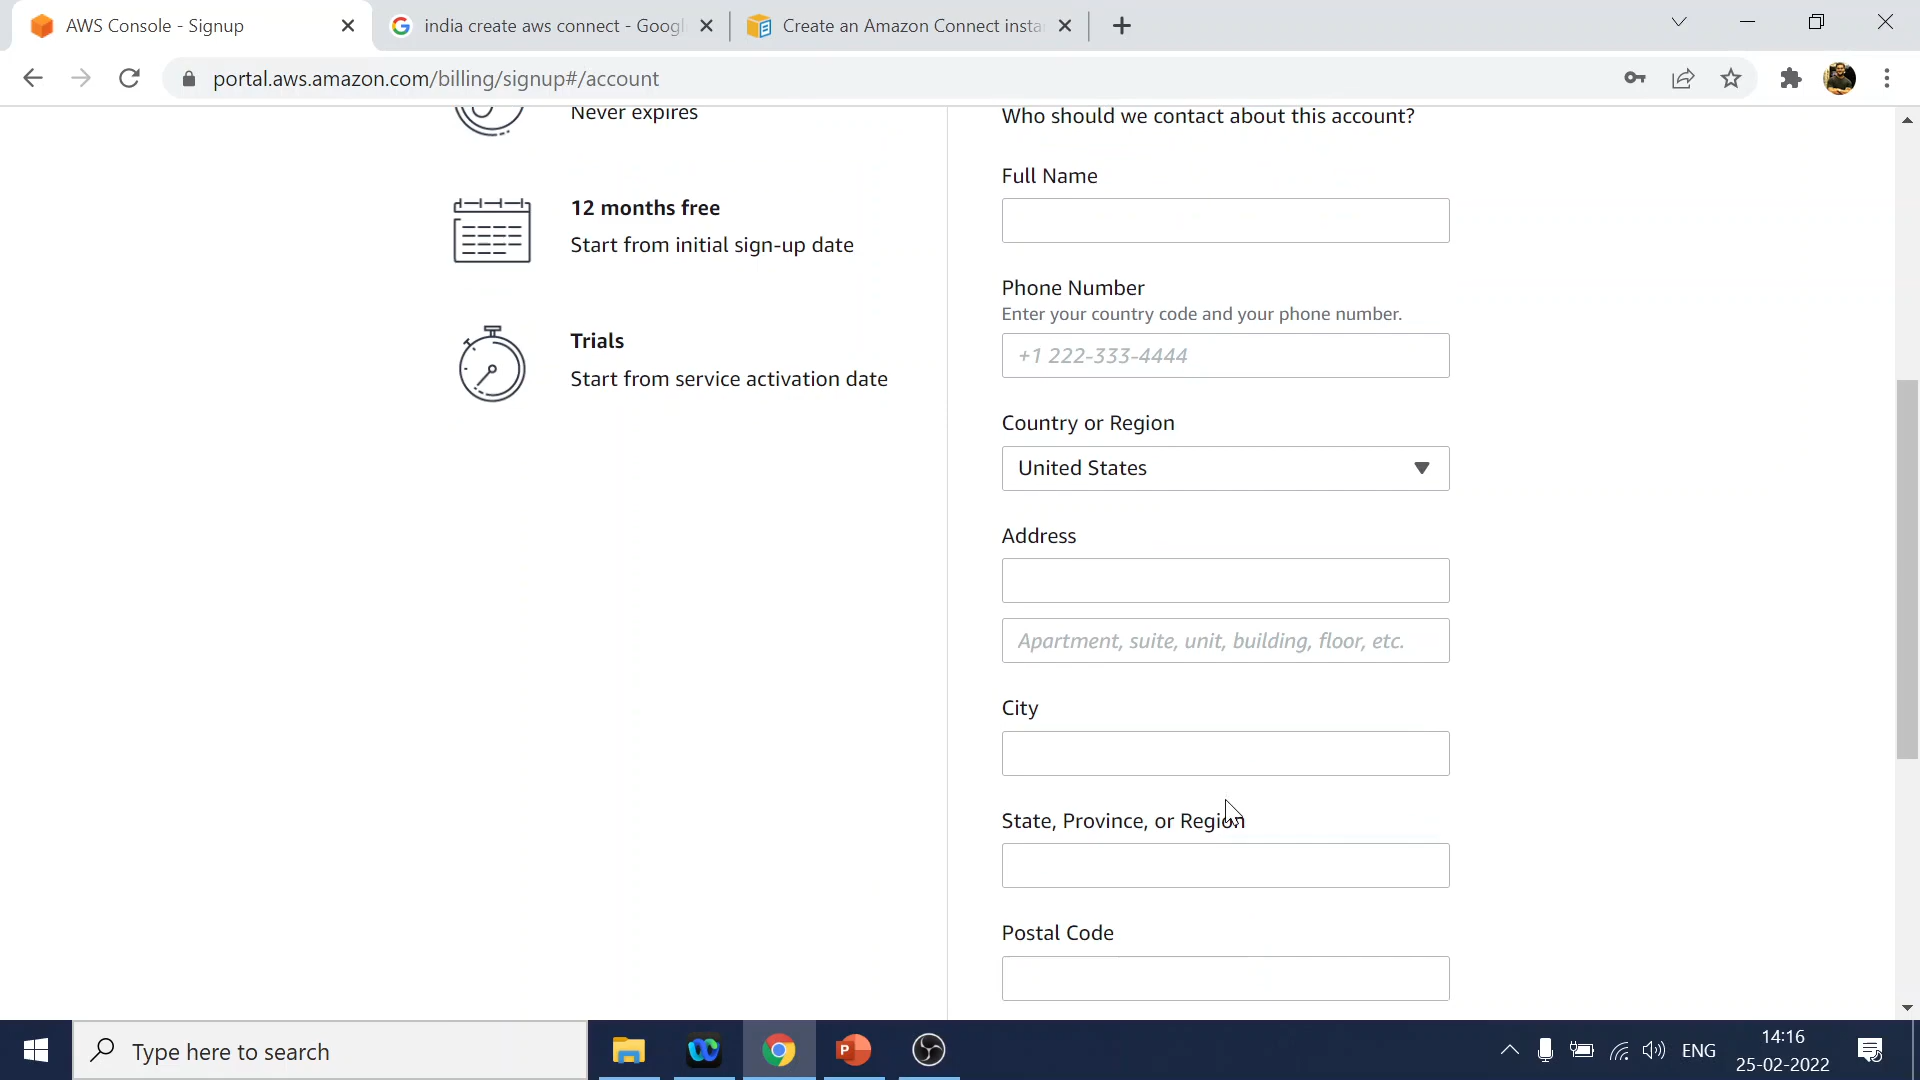 AWS Console - Signup
india create aws connect - Googl
Create an Amazon Connect insta
portal.aws.amazon.com/billing/signup#/account
Never expires
12 months free
Start from initial sign-up date
Trials
Start from service activation date
Who should we contact about this account?
Full Name
Phone Number
Enter your country code and your phone number.
+1 222-333-4444
Country or Region
United States
Address
Apartment, suite, unit, building, floor, etc.
City
State, Province, or Region
Postal Code
Type here to search
ENG
14:16
25-02-2022